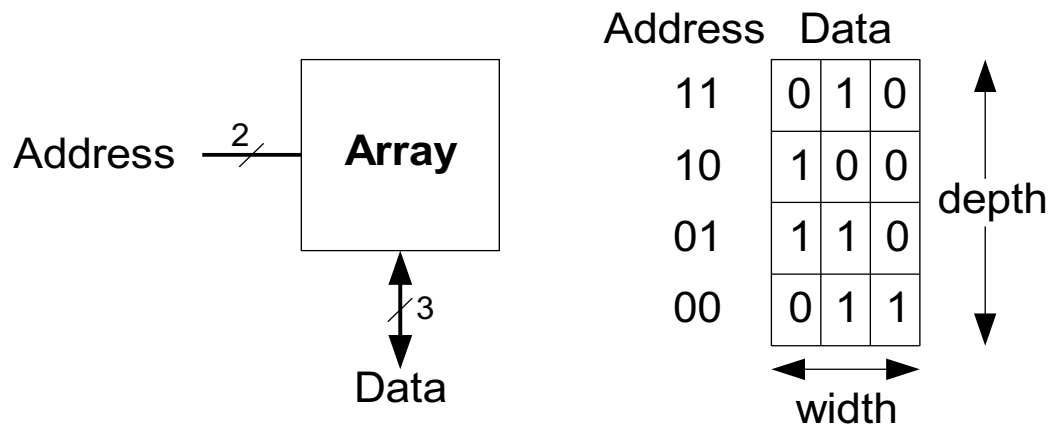 Address
2
Array
3
Data
Address Data
11 0 1 0
10 1 0 0
01 1 1 0
00 0 1 1
depth
width